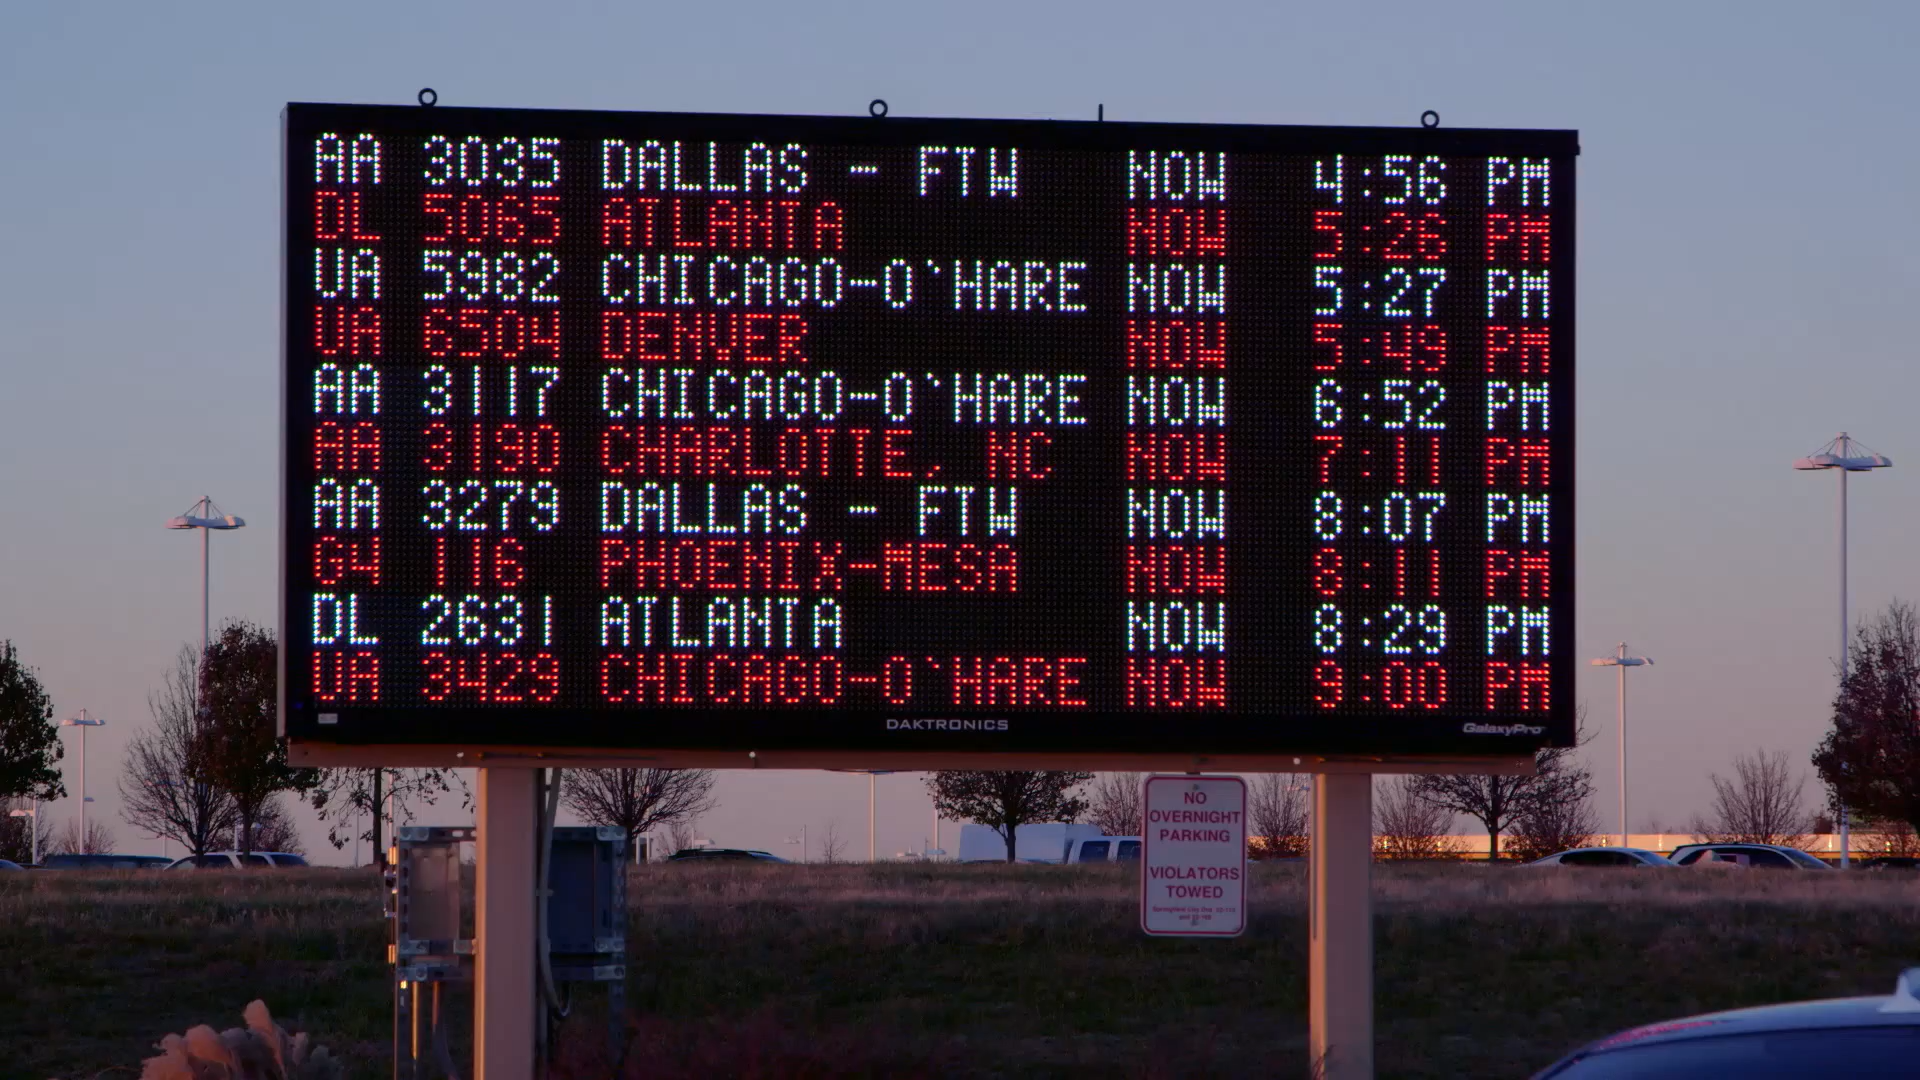 AA 3035 DALLAS - FTW NOW 4:56 PM
DL 5065 ATLANTA NOW 5:26 PM
UA 5982 CHICAGO-O`HARE NOW 5:27 PM
UA 6504 DENVER NOW 5:49 PM
AA 3117 CHICAGO-O`HARE NOW 6:52 PM
AA 3190 CHARLOTTE, NC NOW 7:11 PM
AA 3279 DALLAS - FTW NOW 8:07 PM
G4 116 PHOENIX-MESA NOW 8:11 PM
DL 2631 ATLANTA NOW 8:29 PM
UA 3429 CHICAGO-O`HARE NOW 9:00 PM
DAKTRONICS
GalaxyPro
NO
OVERNIGHT
PARKING
VIOLATORS
TOWED